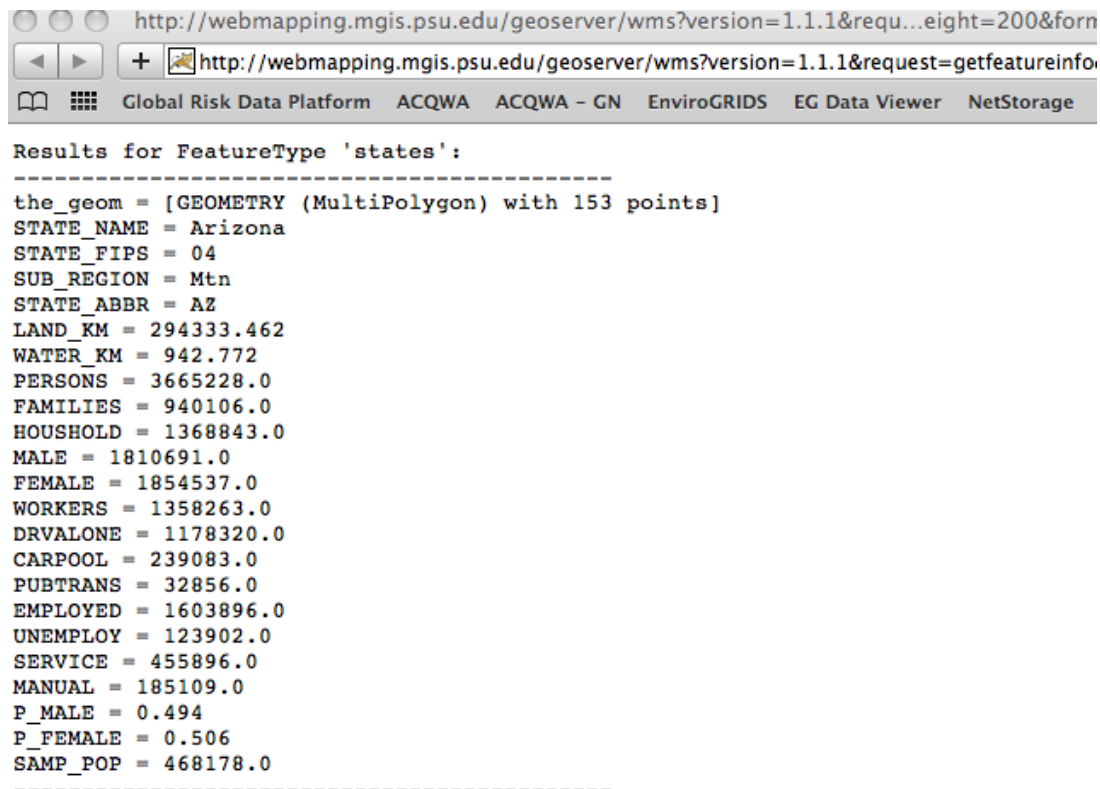 http://webmapping.mgis.psu.edu/geoserver/wms?version=1.1.1&requ...eight=200&form
+ http://webmapping.mgis.psu.edu/geoserver/wms?version=1.1.1&request=getfeatureinfo
Global Risk Data Platform ACQWA ACQWA - GN EnviroGRIDS EG Data Viewer NetStorage
Results for FeatureType 'states':
--------------------------------------------
the_geom = [GEOMETRY (MultiPolygon) with 153 points]
STATE_NAME = Arizona
STATE_FIPS = 04
SUB_REGION = Mtn
STATE_ABBR = AZ
LAND_KM = 294333.462
WATER_KM = 942.772
PERSONS = 3665228.0
FAMILIES = 940106.0
HOUSHOLD = 1368843.0
MALE = 1810691.0
FEMALE = 1854537.0
WORKERS = 1358263.0
DRVALONE = 1178320.0
CARPOOL = 239083.0
PUBTRANS = 32856.0
EMPLOYED = 1603896.0
UNEMPLOY = 123902.0
SERVICE = 455896.0
MANUAL = 185109.0
P_MALE = 0.494
P_FEMALE = 0.506
SAMP_POP = 468178.0
--------------------------------------------